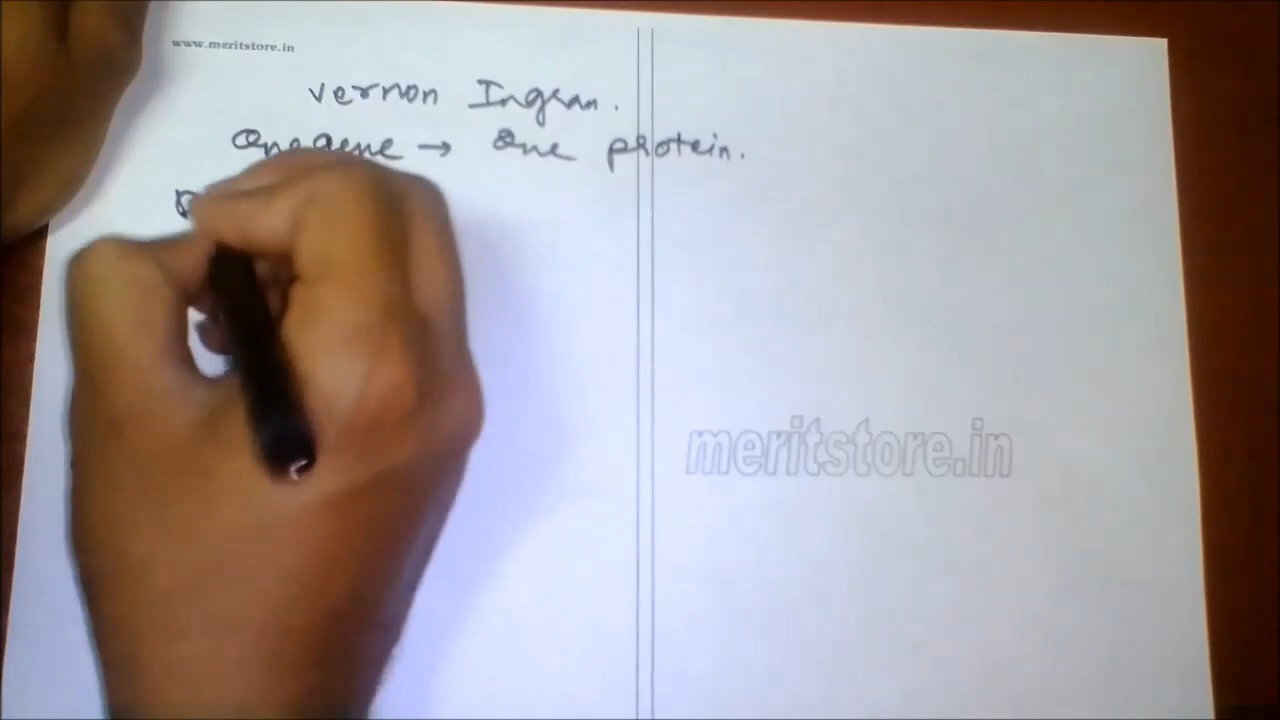 www.meritstore.in
Vernon Ingram.
One gene → One protein.
meritstore.in